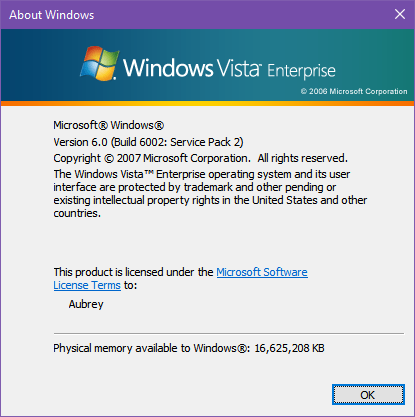 About Windows
Windows Vista™ Enterprise
© 2006 Microsoft Corporation
Microsoft® Windows®
Version 6.0 (Build 6002: Service Pack 2)
Copyright © 2007 Microsoft Corporation. All rights reserved.
The Windows Vista™ Enterprise operating system and its user
interface are protected by trademark and other pending or
existing intellectual property rights in the United States and other
countries.
This product is licensed under the Microsoft Software
License Terms to:
Aubrey
Physical memory available to Windows®: 16,625,208 KB
OK